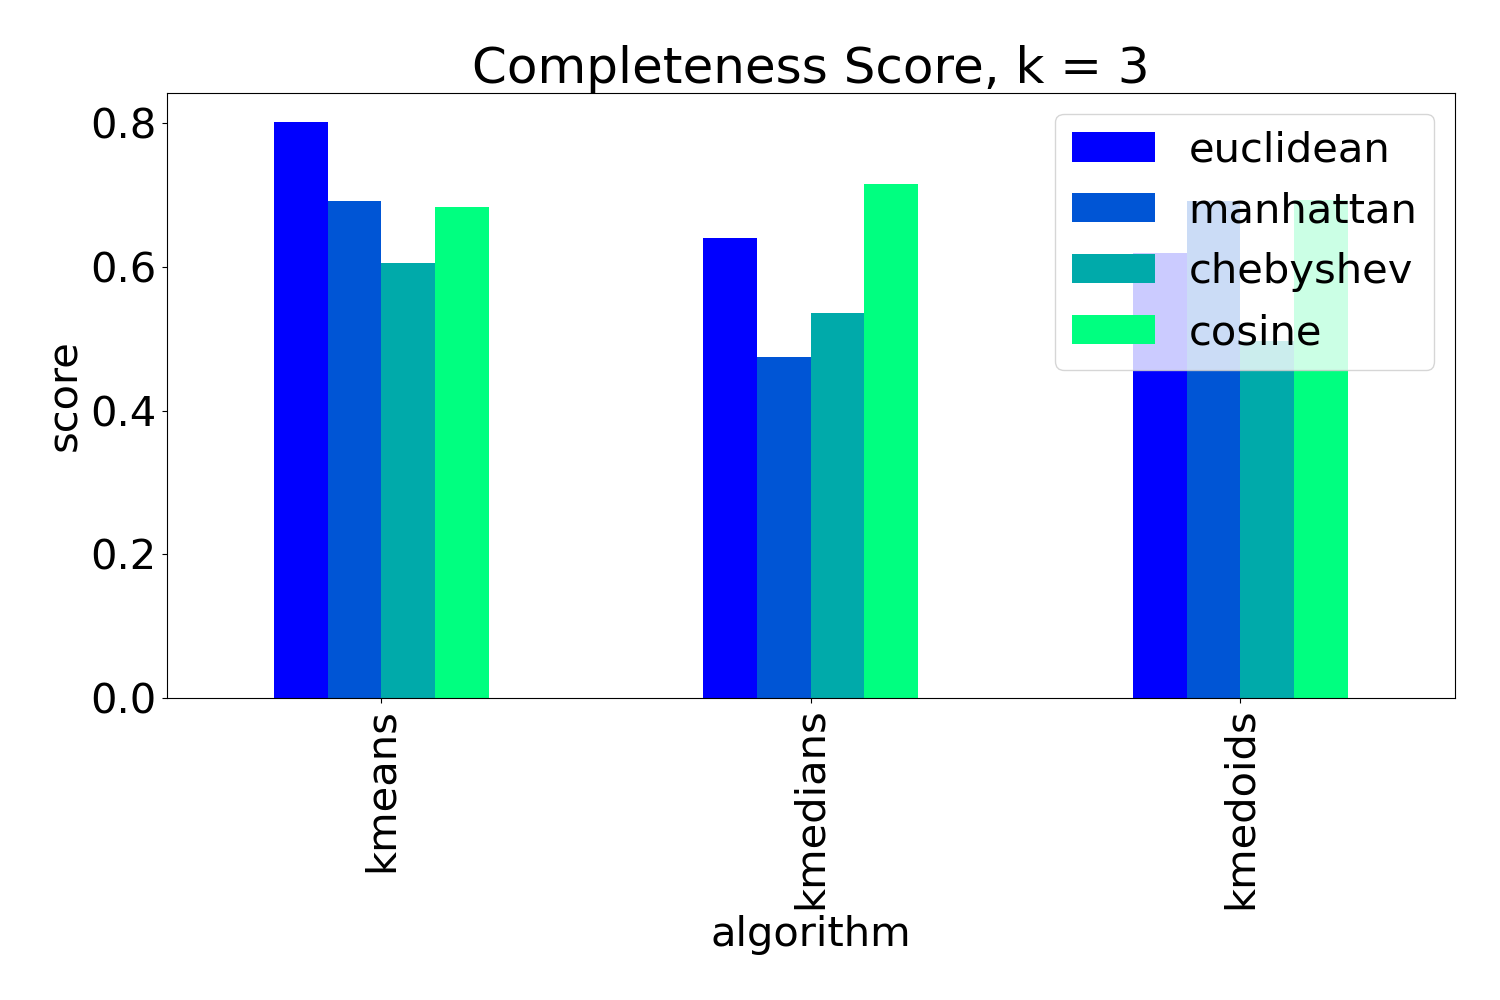 Completeness Score, k = 3
0.8
0.6
0.4
0.2
0.0
score
euclidean
manhattan
chebyshev
cosine
kmeans
kmedians
kmedoids
algorithm